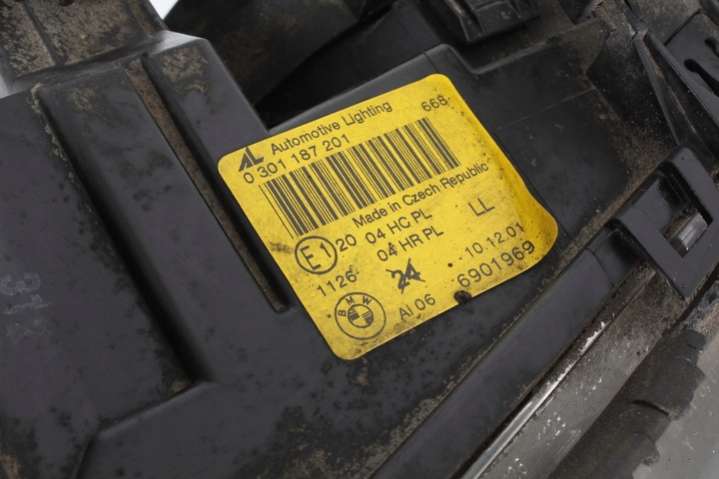 AL Automotive Lighting 668
0 301 187 201
Made in Czech Republic
E1 20 04 HC PL LL
1126 04 HR PL
24 10.12.01
BMW AI 06 6901969